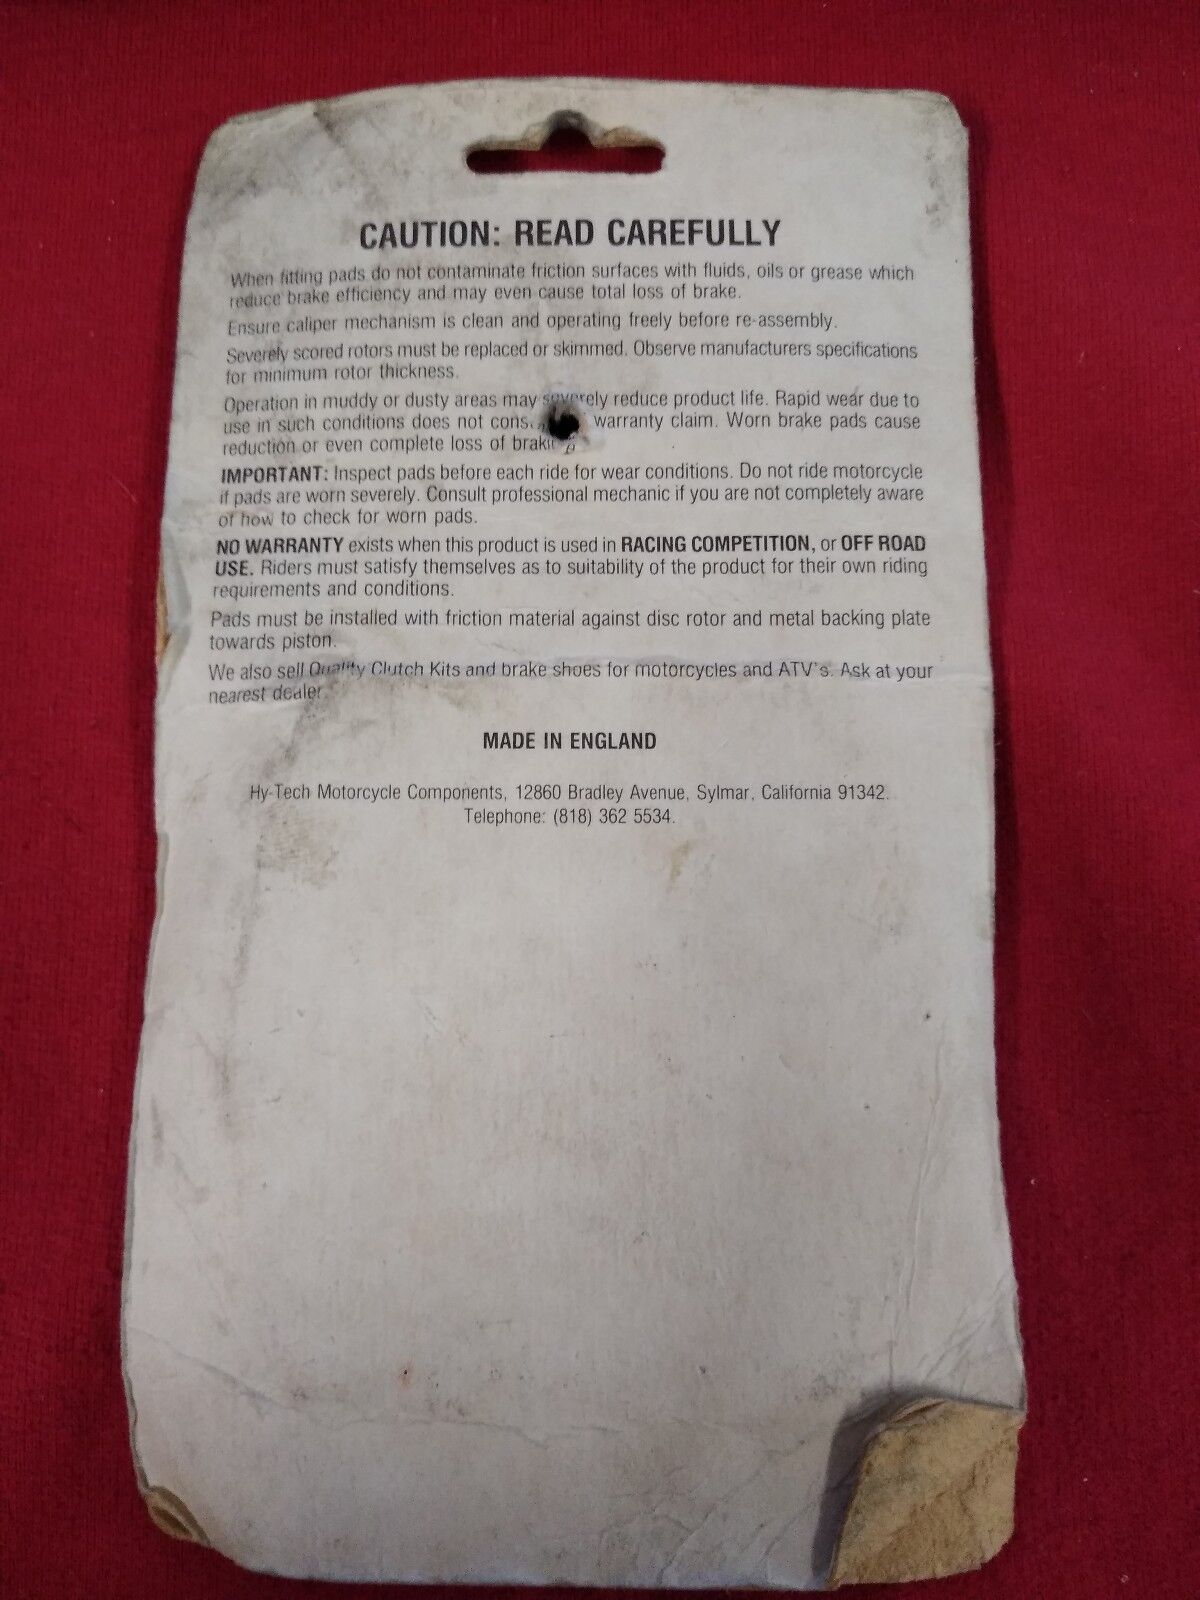 CAUTION: READ CAREFULLY
When fitting pads do not contaminate friction surfaces with fluids, oils or grease which
reduce brake efficiency and may even cause total loss of brake.
Ensure caliper mechanism is clean and operating freely before re-assembly.
Severely scored rotors must be replaced or skimmed. Observe manufacturers specifications
for minimum rotor thickness.
Operation in muddy or dusty areas may severely reduce product life. Rapid wear due to
use in such conditions does not warranty claim. Worn brake pads cause
reduction or even complete loss of
IMPORTANT: Inspect pads before each ride for wear conditions. Do not ride motorcycle
if pads are worn severely. Consult professional mechanic if you are not completely aware
of how to check for worn pads.
NO WARRANTY exists when this product is used in RACING COMPETITION, or OFF ROAD
USE. Riders must satisfy themselves as to suitability of the product for their own riding
requirements and conditions.
Pads must be installed with friction material against disc rotor and metal backing plate
towards piston.
We also sell Quality Clutch Kits and brake shoes for motorcycles and ATV's. Ask at your
nearest dealer.
MADE IN ENGLAND
Hy-Tech Motorcycle Components, 12860 Bradley Avenue, Sylmar, California 91342.
Telephone: (818) 362 5534.